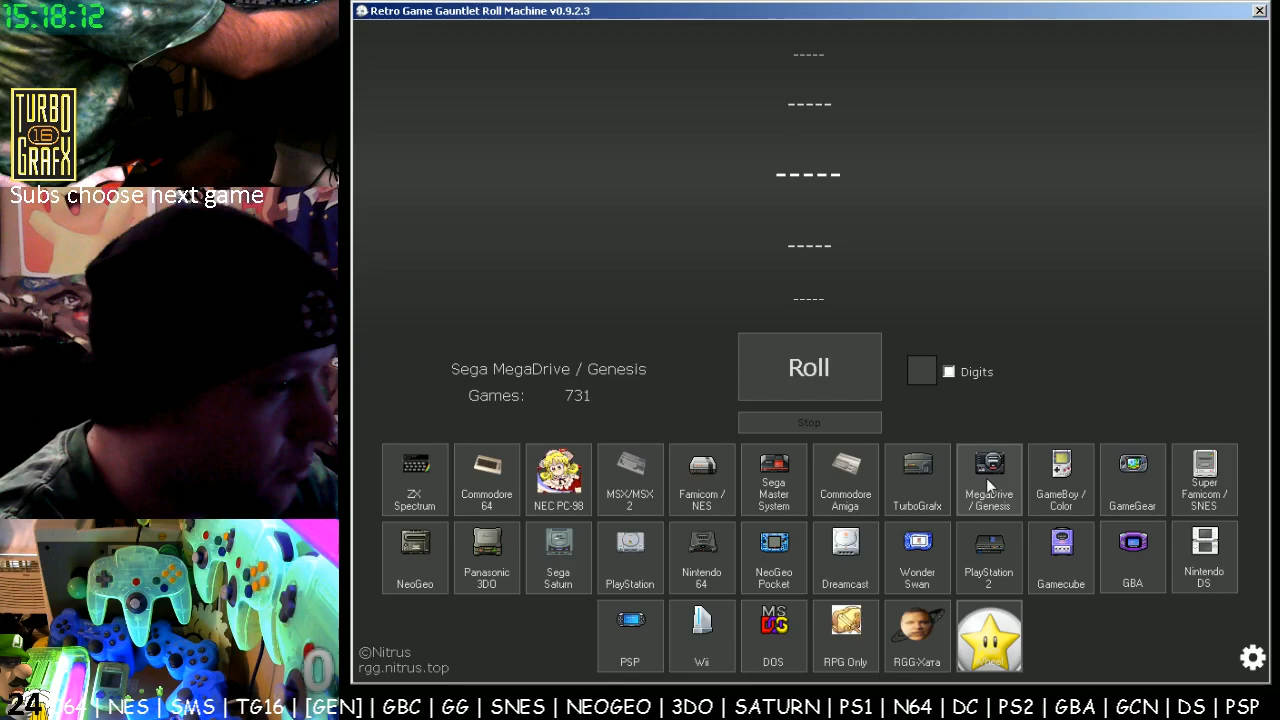 15:18:12
TURBO
16
GRAFX
Subs choose next game
Retro Game Gauntlet Roll Machine v0.9.2.3
-----
-----
-----
-----
-----
Sega MegaDrive / Genesis
Games: 731
Roll
Digits
Stop
ZX
Spectrum
Commodore
64
NEC PC-98
MSX/MSX
2
Famicom /
NES
Sega
Master
System
Commodore
Amiga
TurboGrafx
MegaDrive
/ Genesis
GameBoy /
Color
GameGear
Super
Famicom /
SNES
NeoGeo
Panasonic
3DO
Sega
Saturn
PlayStation
Nintendo
64
NeoGeo
Pocket
Dreamcast
Wonder
Swan
PlayStation
2
Gamecube
GBA
Nintendo
DS
PSP
Wii
MS
DOS
DOS
RPG Only
RGG-Xara
©Nitrus
rgg.nitrus.top
0
24
64 | NES | SMS | TG16 | [GEN] | GBC | GG | SNES | NEOGEO | 3DO | SATURN | PS1 | N64 | DC | PS2 | GBA | GCN | DS | PSP